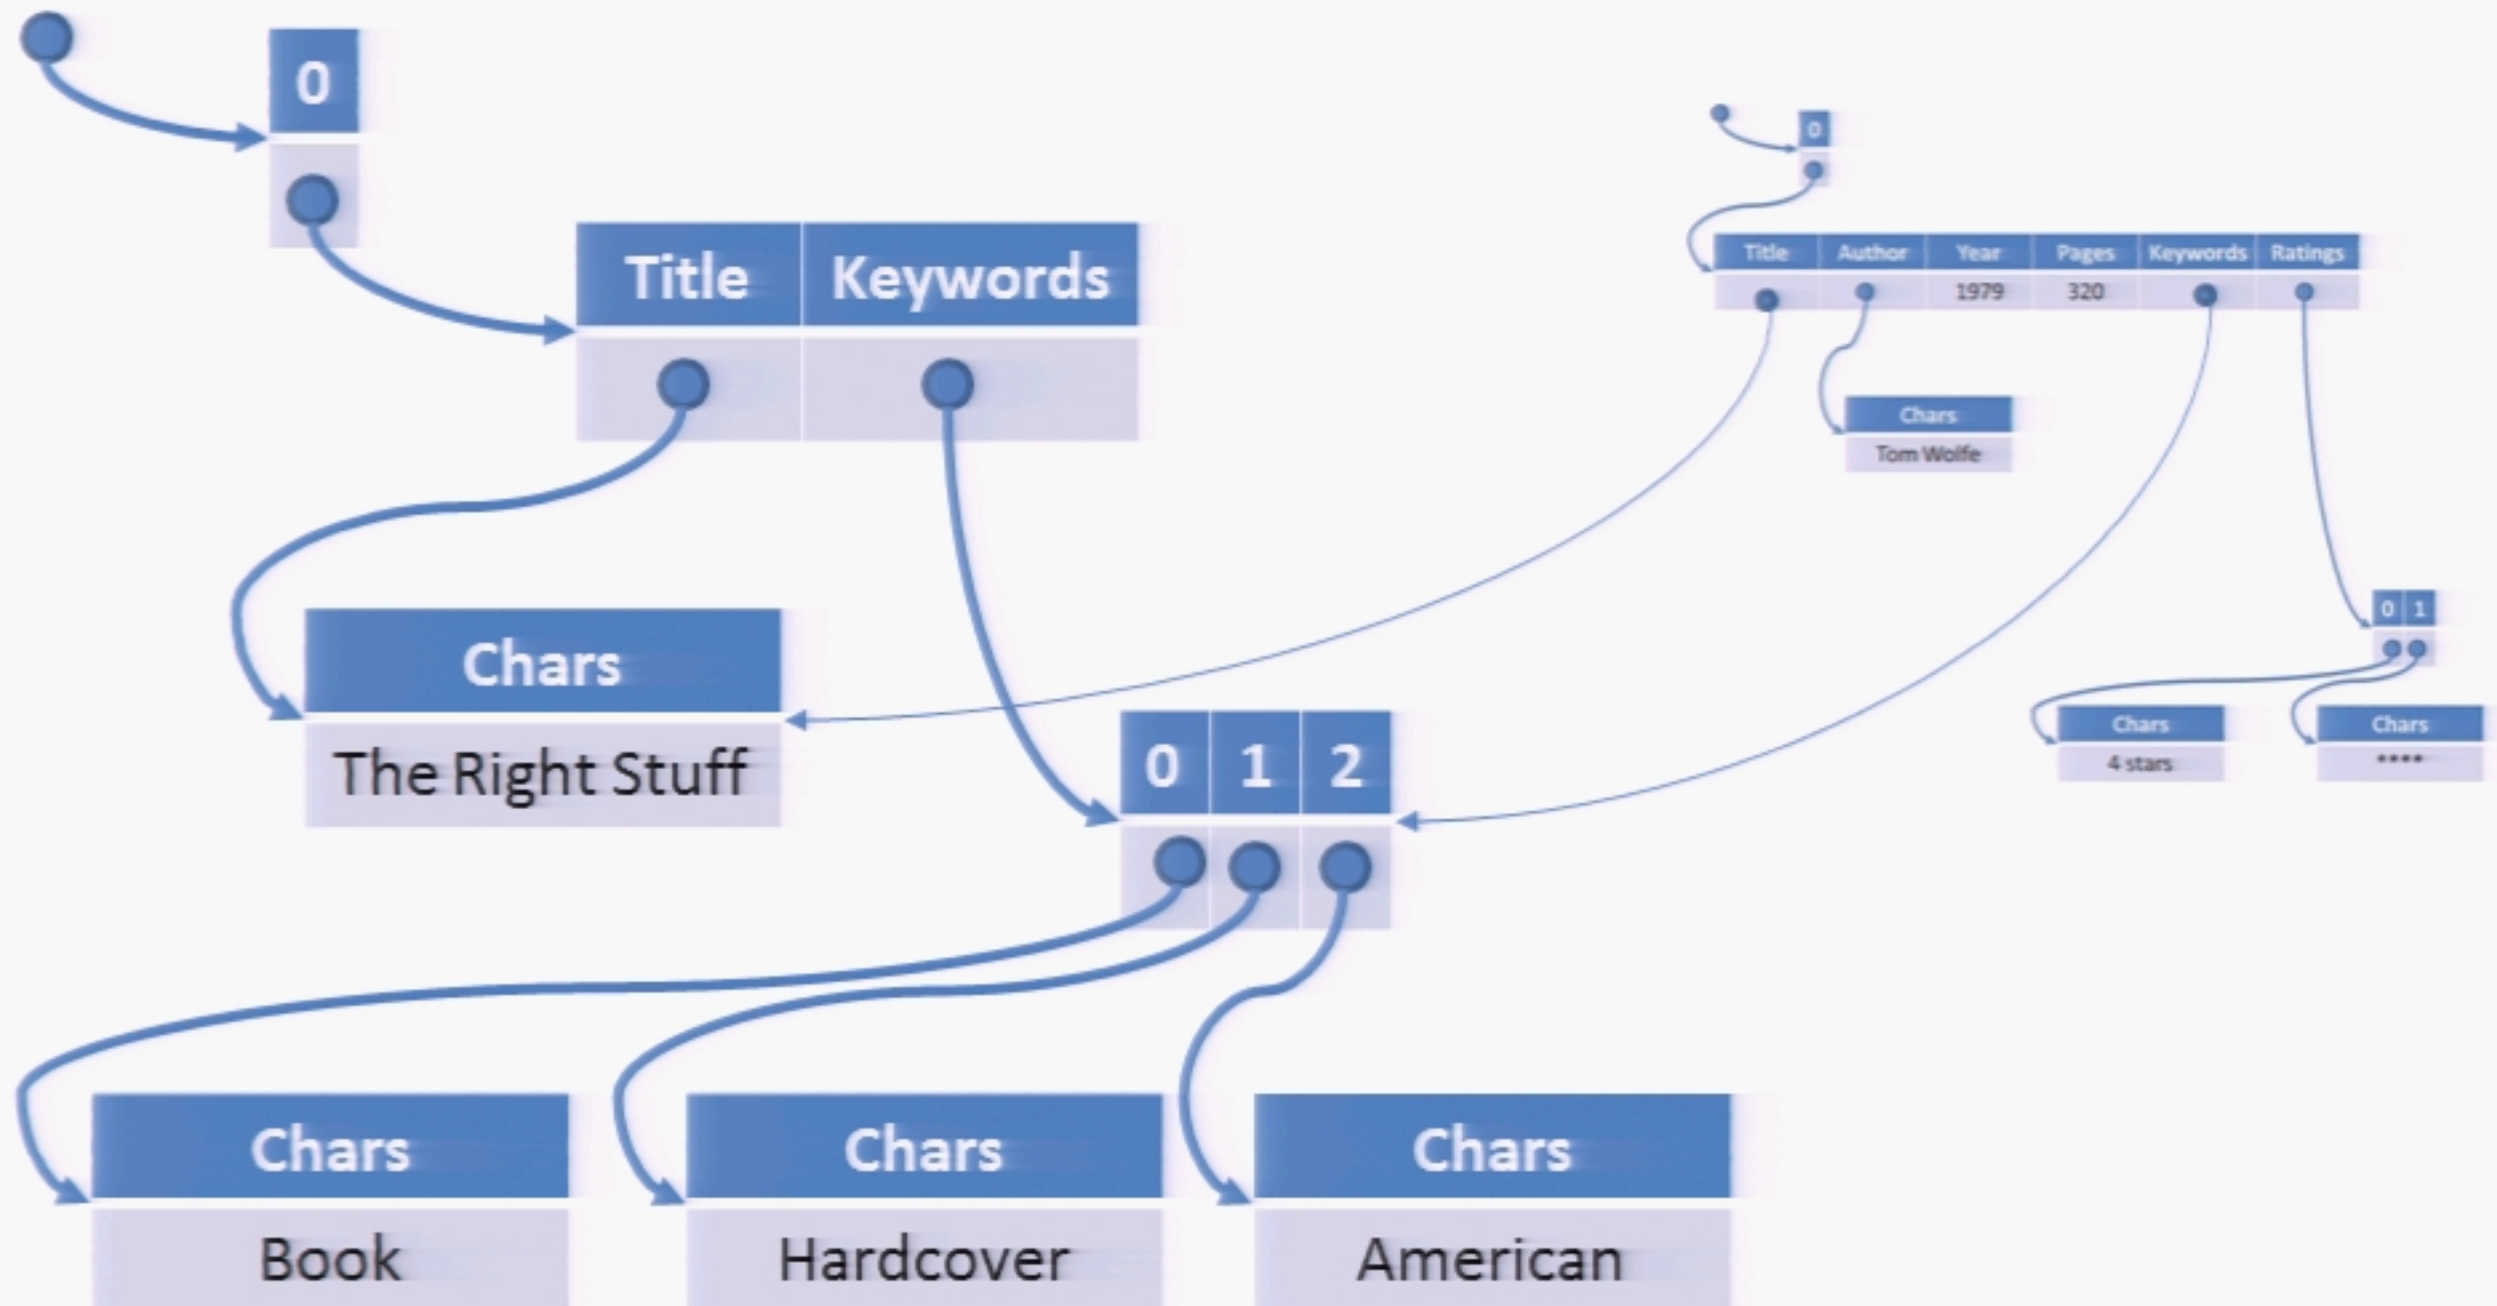 0
Title Keywords
Chars
The Right Stuff
0 1 2
Chars
Book
Chars
Hardcover
Chars
American
0
Title Author Year Pages Keywords Ratings
1979 320
Chars
Tom Wolfe
0 1
Chars
4 stars
Chars
****